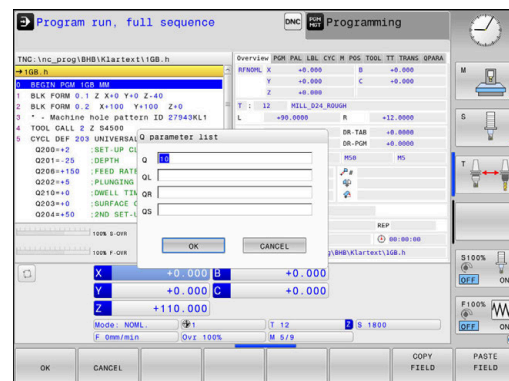 Program run, full sequence
DNC
PGM MGT
Programming
TNC:\nc_prog\BHB\Klartext\1GB.h
→1GB.h
0 BEGIN PGM 1GB MM
1 BLK FORM 0.1 Z X+0 Y+0 Z-40
2 BLK FORM 0.2 X+100 Y+100 Z+0
3 * - Machine hole pattern ID 27943KL1
4 TOOL CALL 2 Z S4500
5 CYCL DEF 203 UNIVERSAL
Q200=+2 ;SET-UP CL
Q201=-25 ;DEPTH
Q206=+150 ;FEED RATE
Q202=+5 ;PLUNGING
Q210=+0 ;DWELL TIM
Q203=+0 ;SURFACE C
Q204=+50 ;2ND SET-U
100% S-OVR
100% F-OVR
Overview PGM PAL LBL CYC M POS TOOL TT TRANS QPARA
RFNOML X +0.000 B +0.000
Y +0.000 C +0.000
Z +0.000
T : 12 MILL_D24_ROUGH
L +90.0000 R +12.0000
DR-TAB +0.0000
DR-PGM +0.0000
M50 M5
REP
00:00:00
\BHB\Klartext\1GB.h
Q parameter list
Q 10
QL
QR
QS
OK CANCEL
X +0.000 B +0.000
Y +0.000 C +0.000
Z +110.000
Mode: NOML. 1 T 12 Z S 1800
F 0mm/min Ovr 100% M 5/9
M
S
T
S100%
OFF ON
F100%
OFF ON
OK
CANCEL
COPY FIELD
PASTE FIELD